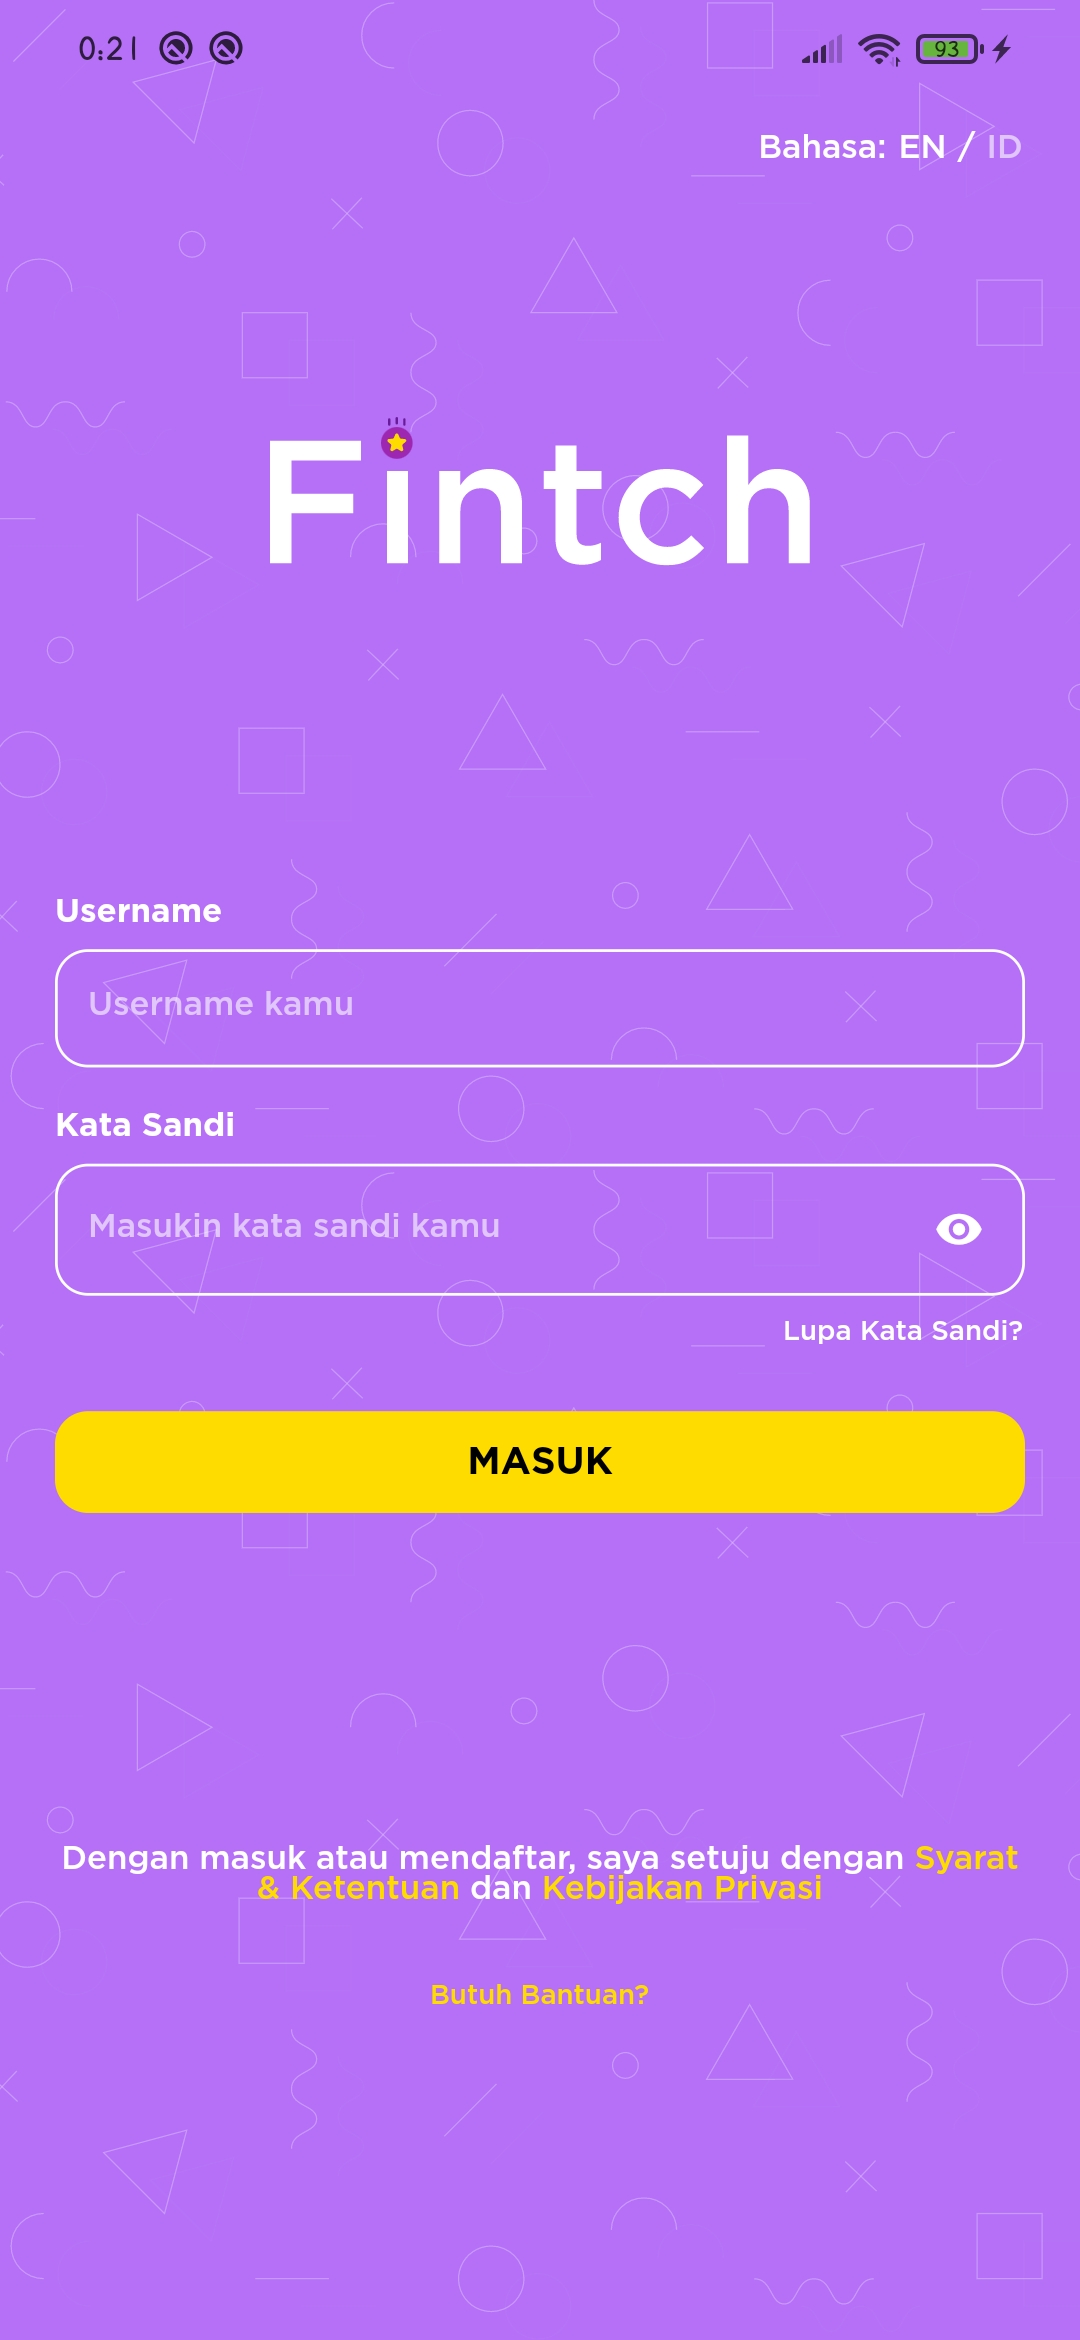 0:21
93
Bahasa: EN / ID
Fintch
Username
Username kamu
Kata Sandi
Masukin kata sandi kamu
Lupa Kata Sandi?
MASUK
Dengan masuk atau mendaftar, saya setuju dengan Syarat
& Ketentuan dan Kebijakan Privasi
Butuh Bantuan?